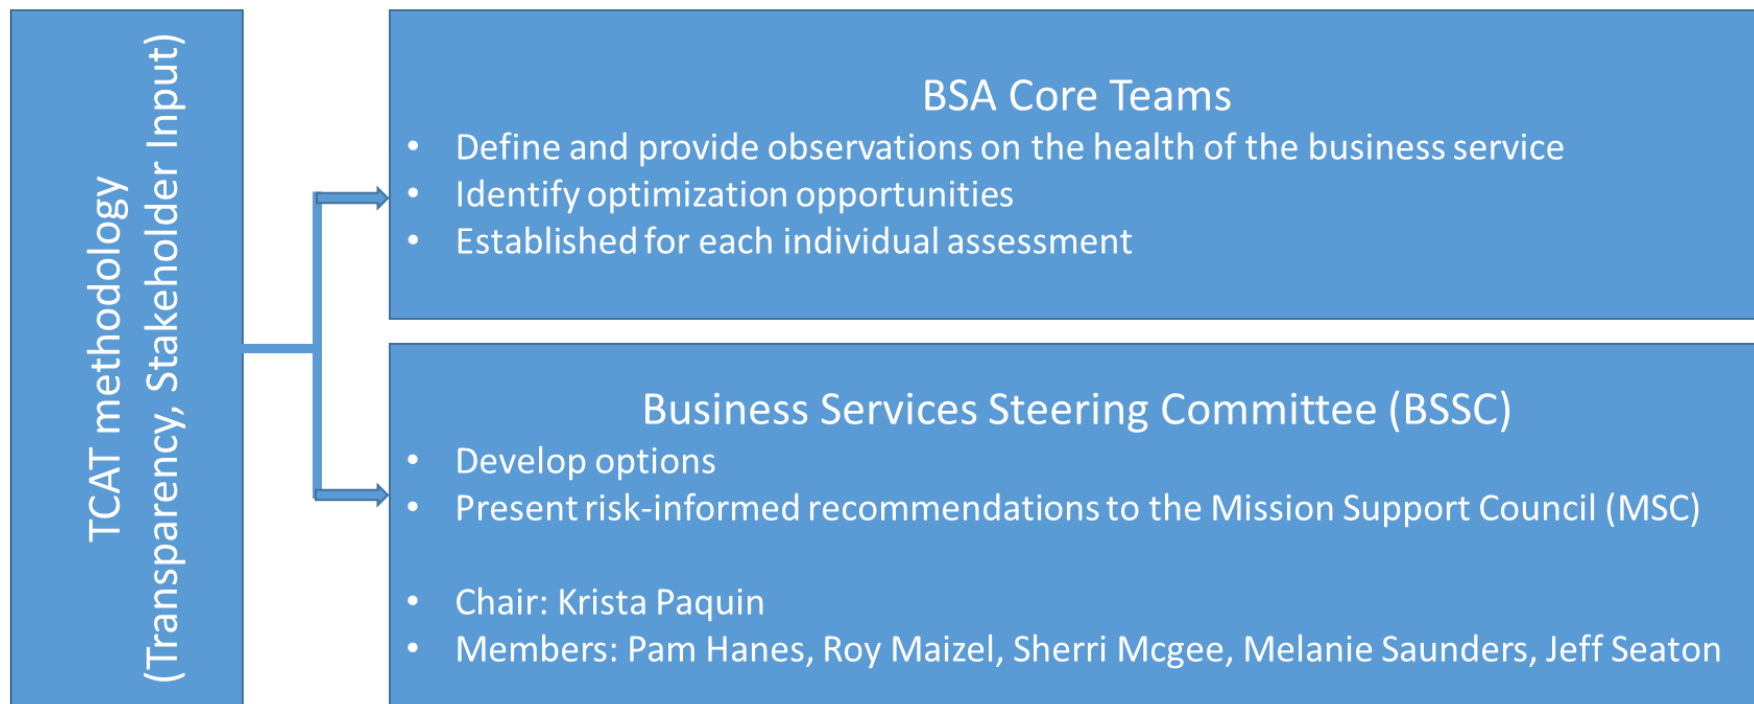 TCAT methodology
(Transparency, Stakeholder Input)
BSA Core Teams
• Define and provide observations on the health of the business service
• Identify optimization opportunities
• Established for each individual assessment
Business Services Steering Committee (BSSC)
• Develop options
• Present risk-informed recommendations to the Mission Support Council (MSC)
• Chair: Krista Paquin
• Members: Pam Hanes, Roy Maizel, Sherri Mcgee, Melanie Saunders, Jeff Seaton